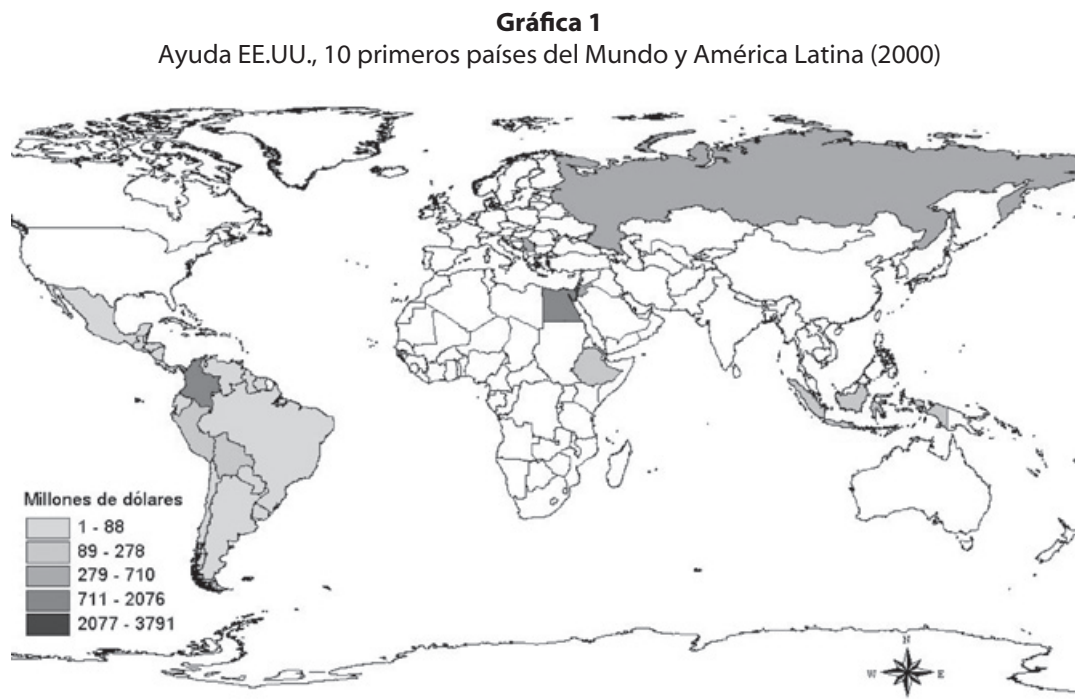 Gráfica 1
Ayuda EE.UU., 10 primeros países del Mundo y América Latina (2000)
Millones de dólares
1 - 88
89 - 278
279 - 710
711 - 2076
2077 - 3791
N
W E
S